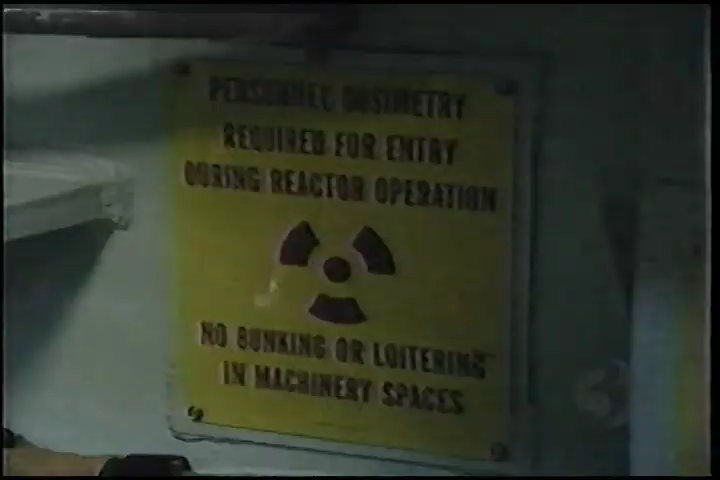 PERSONNEL DOSIMETRY
REQUIRED FOR ENTRY
DURING REACTOR OPERATION
NO BUNKING OR LOITERING
IN MACHINERY SPACES